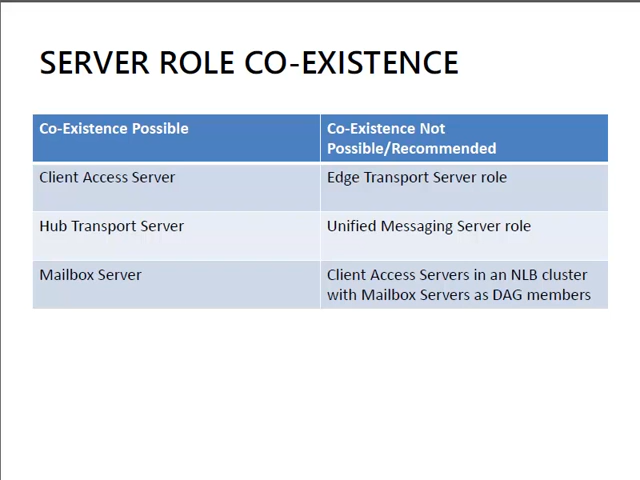 SERVER ROLE CO-EXISTENCE
Co-Existence Possible
Co-Existence Not
Possible/Recommended
Client Access Server
Edge Transport Server role
Hub Transport Server
Unified Messaging Server role
Mailbox Server
Client Access Servers in an NLB cluster
with Mailbox Servers as DAG members